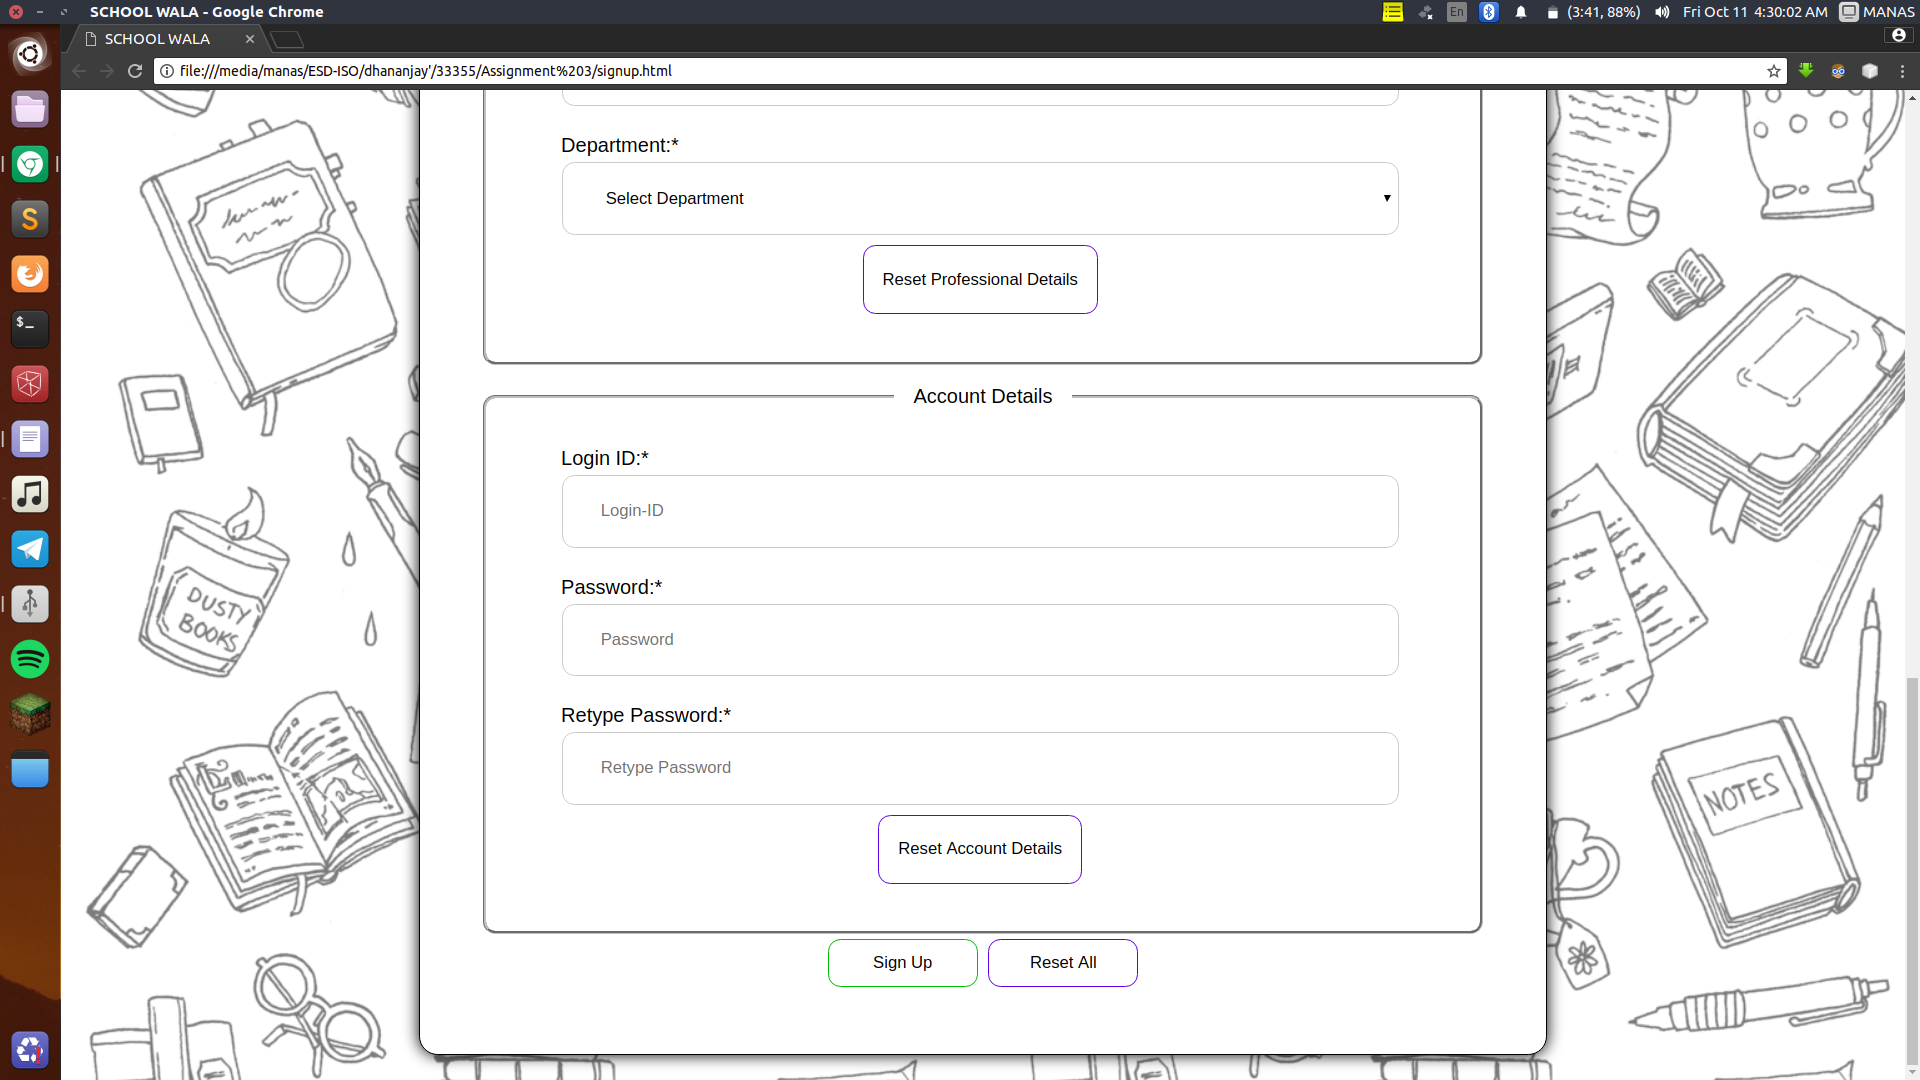 SCHOOL WALA - Google Chrome
En
(3:41, 88%)
Fri Oct 11 4:30:02 AM
MANAS
SCHOOL WALA
file:///media/manas/ESD-ISO/dhananjay'/33355/Assignment%203/signup.html
Department:*
Select Department
Reset Professional Details
Account Details
Login ID:*
Login-ID
Password:*
Password
Retype Password:*
Retype Password
Reset Account Details
Sign Up
Reset All
DUSTY
BOOKS
NOTES